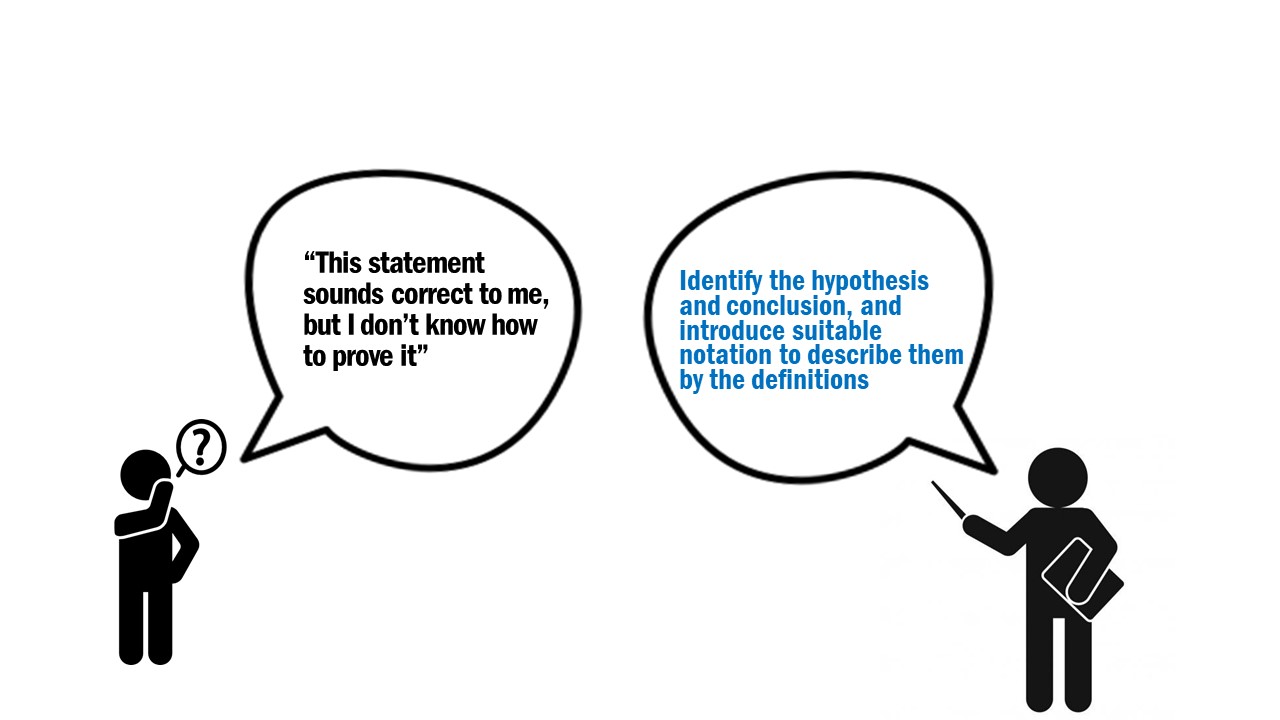 “This statement
sounds correct to me,
but I don’t know how
to prove it”
?
Identify the hypothesis
and conclusion, and
introduce suitable
notation to describe them
by the definitions